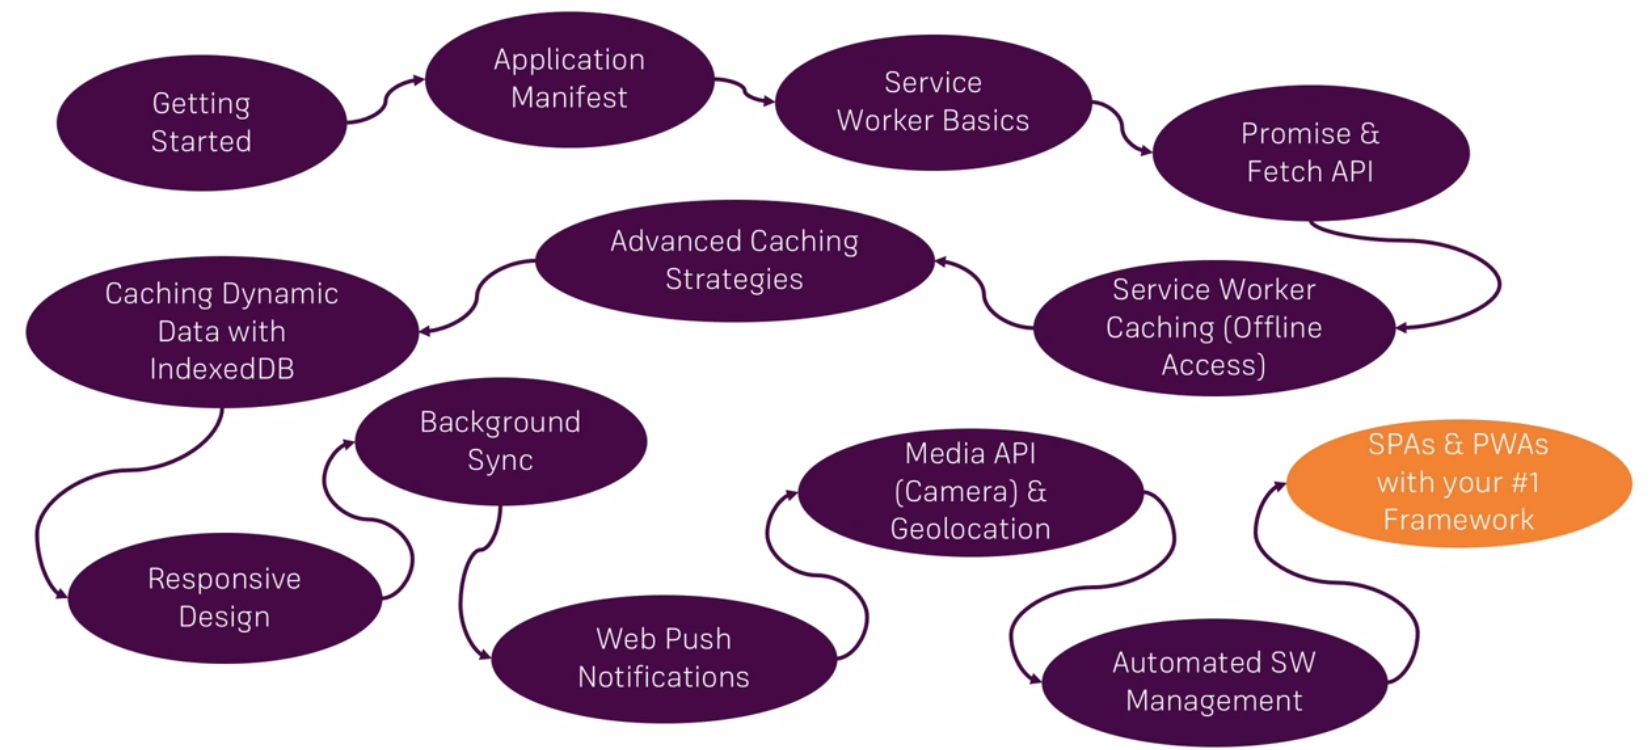 Getting
Started
Application
Manifest
Service
Worker Basics
Promise &
Fetch API
Service Worker
Caching (Offline
Access)
Advanced Caching
Strategies
Caching Dynamic
Data with
IndexedDB
Responsive
Design
Background
Sync
Web Push
Notifications
Media API
(Camera) &
Geolocation
Automated SW
Management
SPAs & PWAs
with your #1
Framework